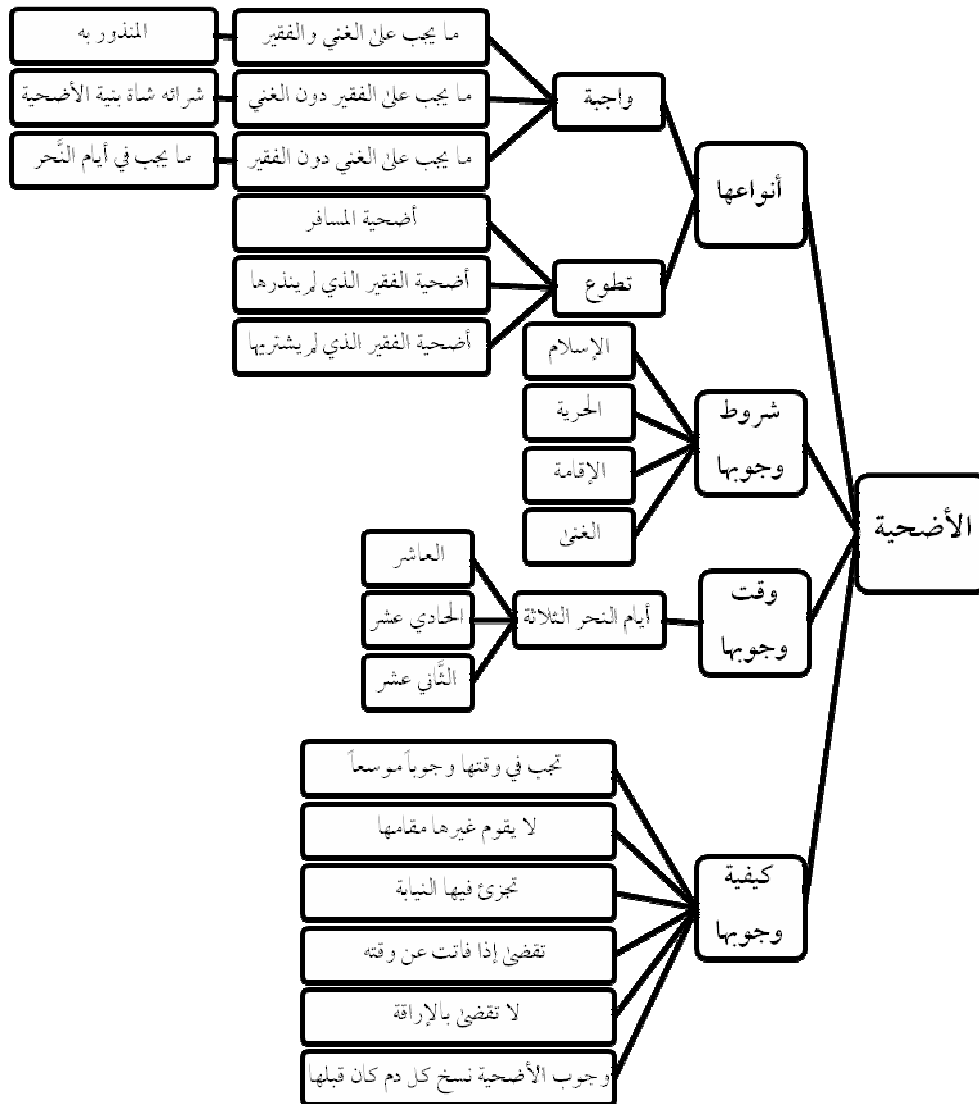 الأضحية
أنواعها
واجبة
ما يجب على الغني والفقير
المنذور به
ما يجب على الفقير دون الغني
شرائه شاة بنية الأضحية
ما يجب على الغني دون الفقير
ما يجب في أيام النَّحر
تطوع
أضحية المسافر
أضحية الفقير الذي لم ينذرها
أضحية الفقير الذي لم يشتريها
شروط
وجوبها
الإسلام
الحرية
الإقامة
الغنى
وقت
وجوبها
أيام النحر الثلاثة
العاشر
الحادي عشر
الثَّاني عشر
كيفية
وجوبها
تجب في وقتها وجوباً موسعاً
لا يقوم غيرها مقامها
تجزئ فيها النيابة
تقضى إذا فاتت عن وقته
لا تقضى بالإراقة
وجوب الأضحية نسخ كل دم كان قبلها